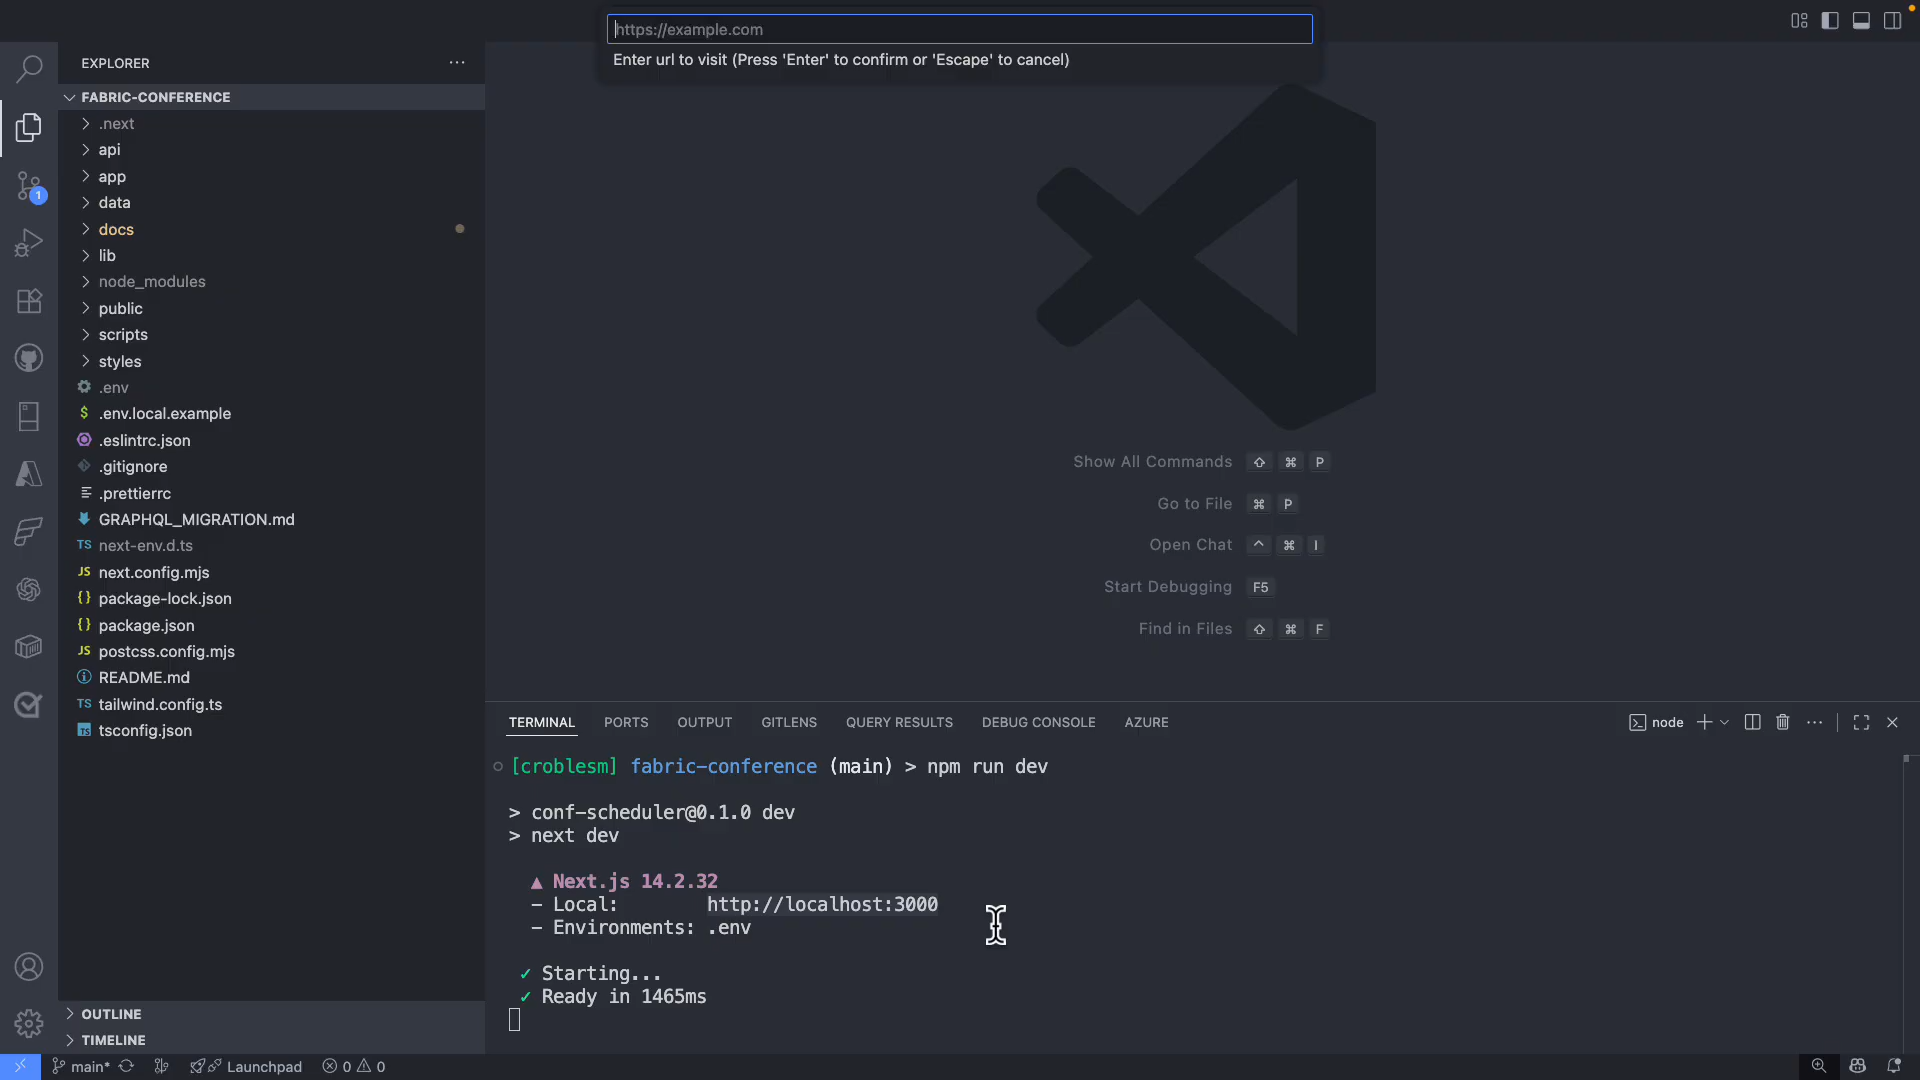 https://example.com
Enter url to visit (Press 'Enter' to confirm or 'Escape' to cancel)
EXPLORER
FABRIC-CONFERENCE
.next
api
app
data
docs
lib
node_modules
public
scripts
styles
.env
$ .env.local.example
.eslintrc.json
.gitignore
.prettierrc
GRAPHQL_MIGRATION.md
TS next-env.d.ts
JS next.config.mjs
{} package-lock.json
{} package.json
JS postcss.config.mjs
README.md
TS tailwind.config.ts
TS tsconfig.json
OUTLINE
TIMELINE
1
Show All Commands ⇧ ⌘ P
Go to File ⌘ P
Open Chat ^ ⌘ I
Start Debugging F5
Find in Files ⇧ ⌘ F
TERMINAL PORTS OUTPUT GITLENS QUERY RESULTS DEBUG CONSOLE AZURE
node
[croblesm] fabric-conference (main) > npm run dev
> conf-scheduler@0.1.0 dev
> next dev
▲ Next.js 14.2.32
- Local: http://localhost:3000
- Environments: .env
✓ Starting...
✓ Ready in 1465ms
main* Launchpad 0 0